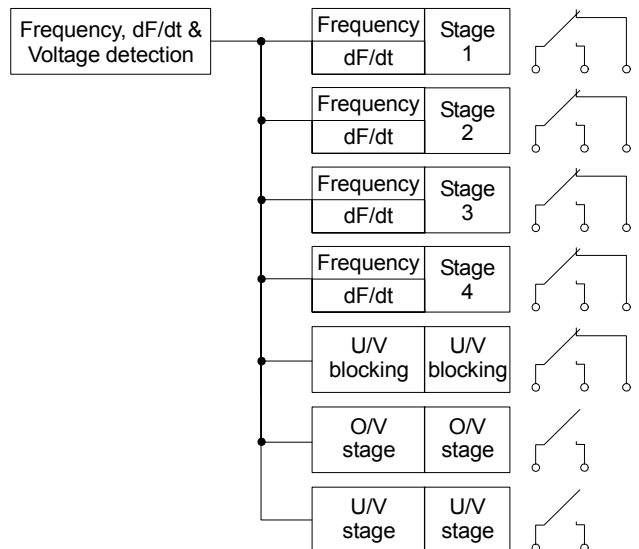 Frequency, dF/dt &
Voltage detection
Frequency
dF/dt
Stage
1
Frequency
dF/dt
Stage
2
Frequency
dF/dt
Stage
3
Frequency
dF/dt
Stage
4
U/V
blocking
U/V
blocking
O/V
stage
O/V
stage
U/V
stage
U/V
stage